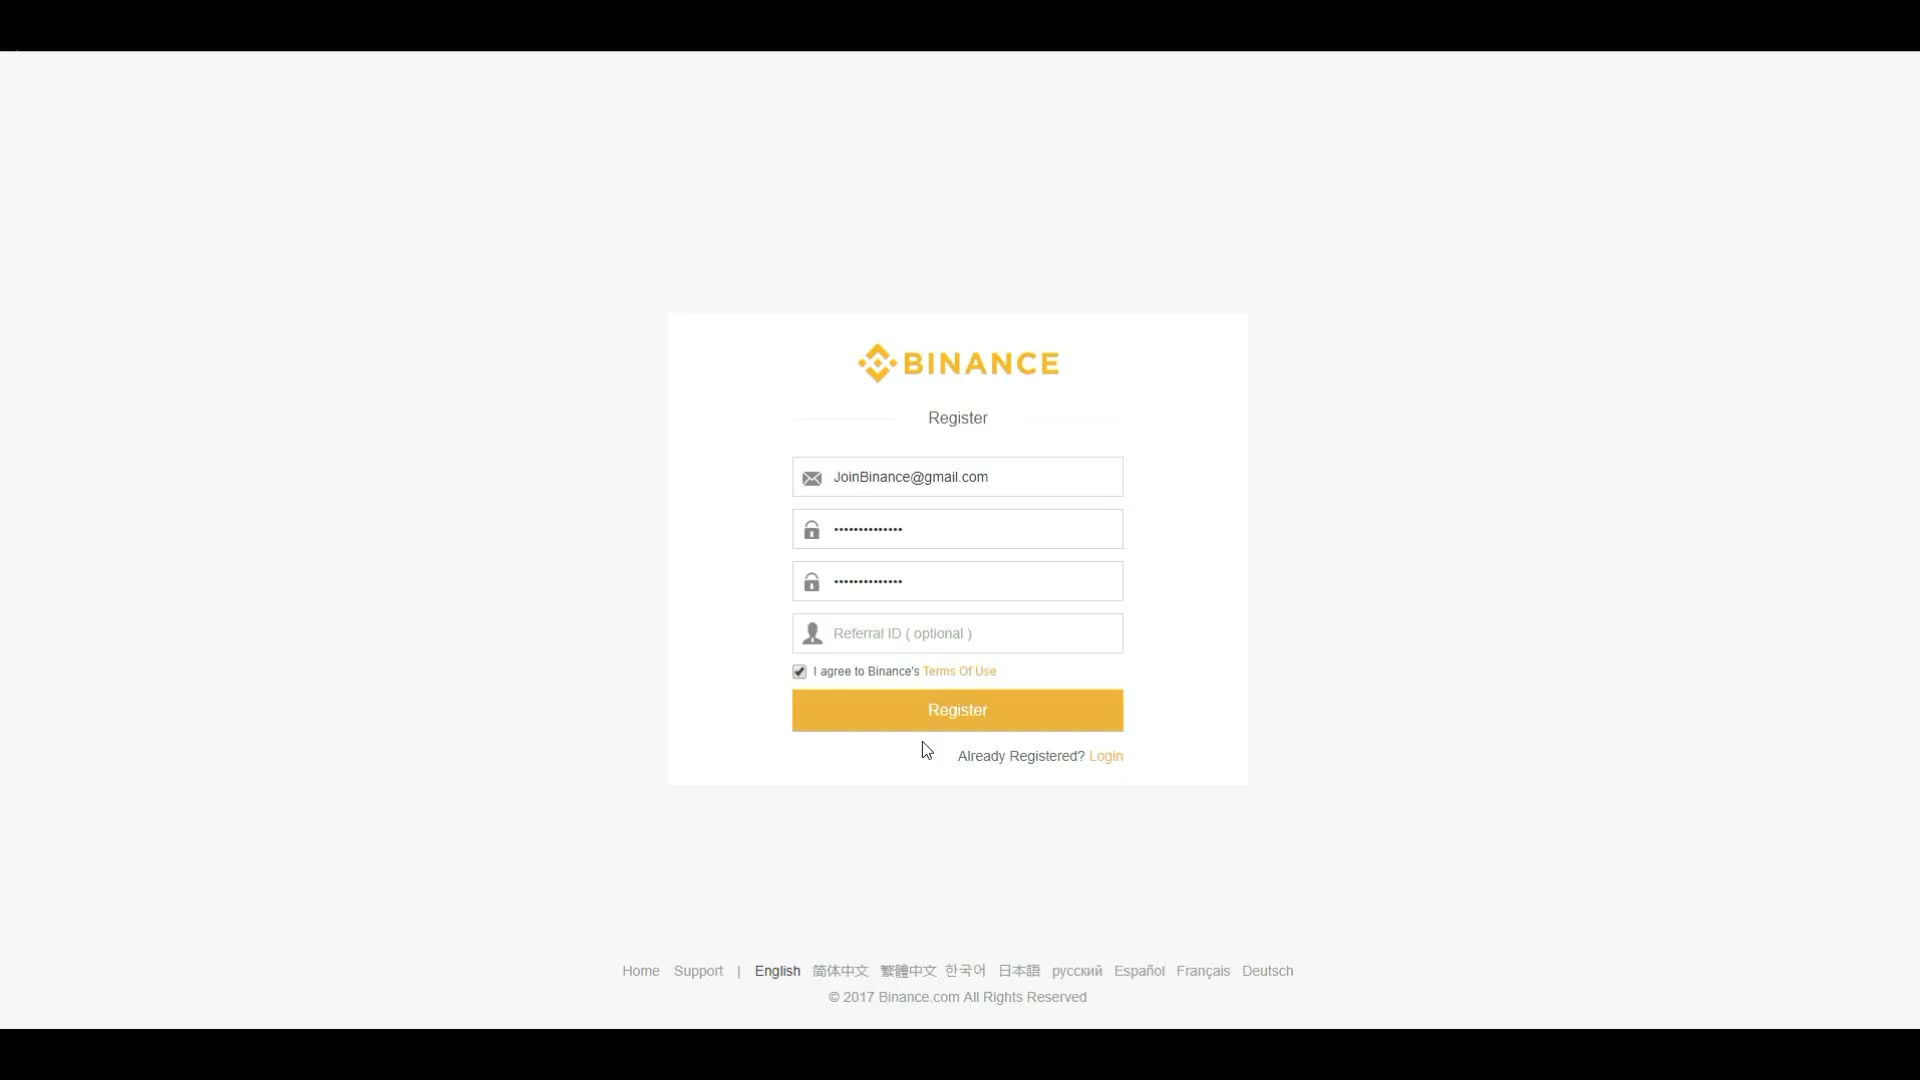 BINANCE
Register
JoinBinance@gmail.com
••••••••••••••
••••••••••••••
Referral ID ( optional )
I agree to Binance's Terms Of Use
Register
Already Registered? Login
Home Support | English 简体中文 繁體中文 한국어 日本語 русский Español Français Deutsch
© 2017 Binance.com All Rights Reserved